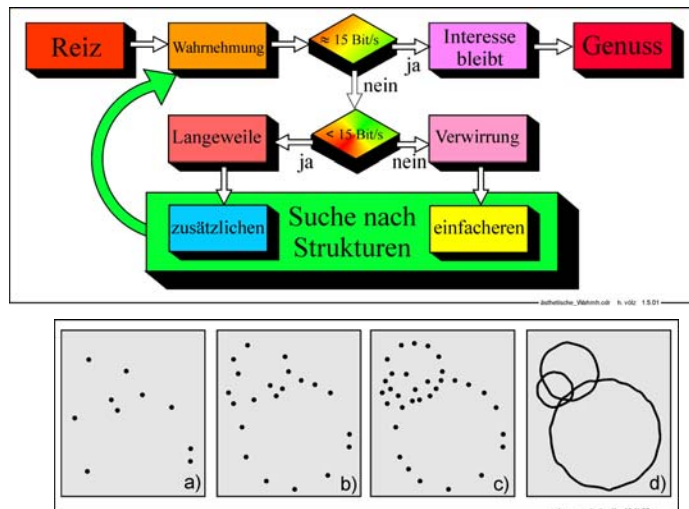 Reiz
Wahrnehmung
≈ 15 Bit/s
ja
Interesse
bleibt
Genuss
nein
Langeweile
ja
< 15 Bit/s
nein
Verwirrung
zusätzlichen
Suche nach
Strukturen
einfacheren
ästhetische_Wahrnh.cdr h. völz 1.5.01
a)
b)
c)
d)